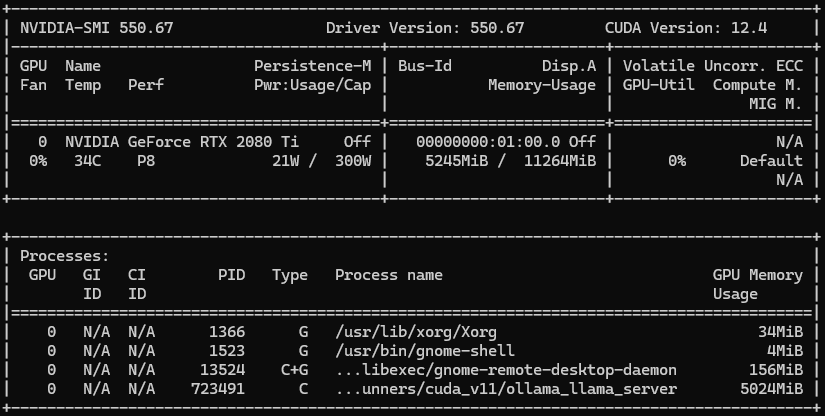 NVIDIA-SMI 550.67 Driver Version: 550.67 CUDA Version: 12.4
GPU Name Persistence-M | Bus-Id Disp.A | Volatile Uncorr. ECC
Fan Temp Perf Pwr:Usage/Cap | Memory-Usage | GPU-Util Compute M.
MIG M.
0 NVIDIA GeForce RTX 2080 Ti Off | 00000000:01:00.0 Off | N/A
0% 34C P8 21W / 300W | 5245MiB / 11264MiB | 0% Default
N/A
Processes:
GPU GI CI PID Type Process name GPU Memory
ID ID Usage
0 N/A N/A 1366 G /usr/lib/xorg/Xorg 34MiB
0 N/A N/A 1523 G /usr/bin/gnome-shell 4MiB
0 N/A N/A 13524 C+G ...libexec/gnome-remote-desktop-daemon 156MiB
0 N/A N/A 723491 C ...unners/cuda_v11/ollama_llama_server 5024MiB